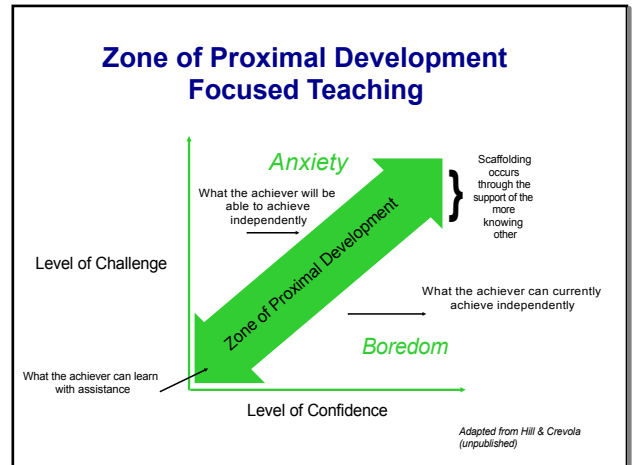 Zone of Proximal Development
Focused Teaching
Anxiety
What the achiever will be
able to achieve
independently
Scaffolding
occurs
through the
support of the
more
knowing
other
}
Level of Challenge
Zone of Proximal Development
What the achiever can currently
achieve independently
Boredom
What the achiever can learn
with assistance
Level of Confidence
Adapted from Hill & Crevola
(unpublished)